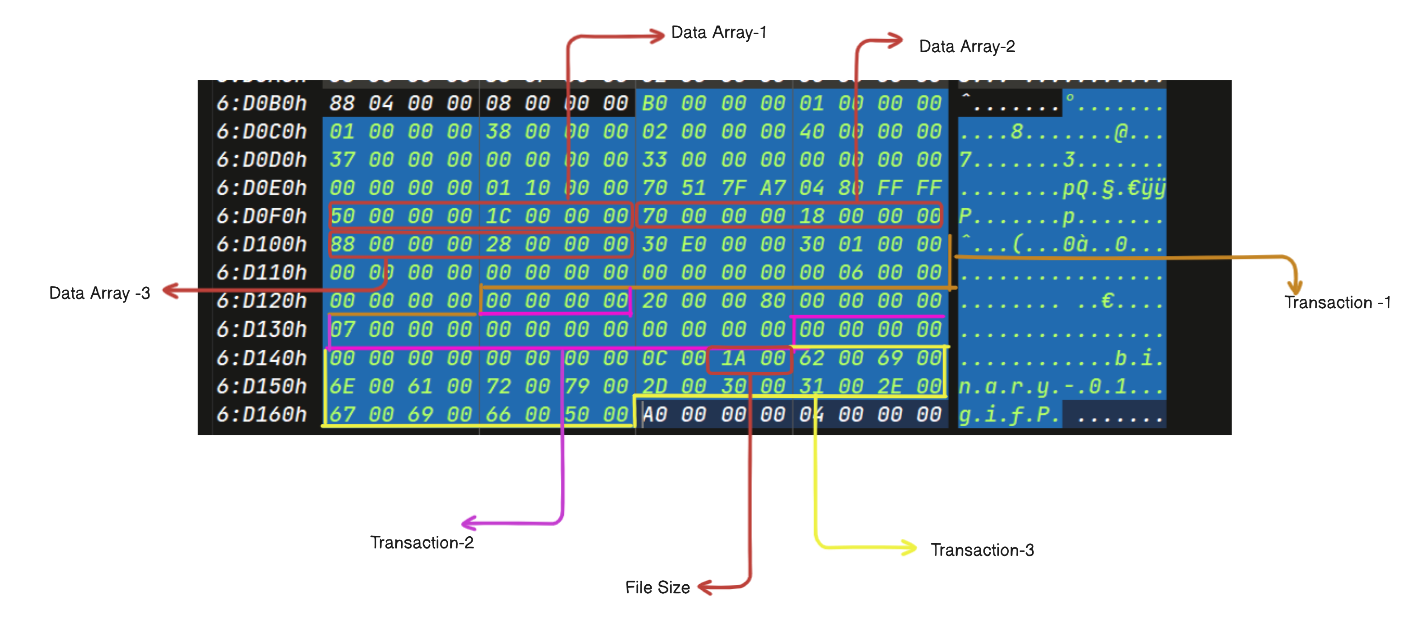 Data Array-1
Data Array-2
6:D0B0h 88 04 00 00 08 00 00 00 B0 00 00 00 01 00 00 00 ˆ.......°.......
6:D0C0h 01 00 00 00 38 00 00 00 02 00 00 00 40 00 00 00 ....8.......@...
6:D0D0h 37 00 00 00 00 00 00 00 33 00 00 00 00 00 00 00 7.......3.......
6:D0E0h 00 00 00 00 01 10 00 00 70 51 7F A7 04 80 FF FF ........pQ.§.€ÿÿ
6:D0F0h 50 00 00 00 1C 00 00 00 70 00 00 00 18 00 00 00 P.......p.......
6:D100h 88 00 00 00 28 00 00 00 30 E0 00 00 30 01 00 00 ˆ...(...0à..0...
6:D110h 00 00 00 00 00 00 00 00 00 00 00 00 00 06 00 00 ................
Data Array -3
Transaction -1
6:D120h 00 00 00 00 00 00 00 00 20 00 00 80 00 00 00 00 ........ ..€....
6:D130h 07 00 00 00 00 00 00 00 00 00 00 00 00 00 00 00 ................
6:D140h 00 00 00 00 00 00 00 00 0C 00 1A 00 62 00 69 00 ............b.i.
6:D150h 6E 00 61 00 72 00 79 00 2D 00 30 00 31 00 2E 00 n.a.r.y.-.0.1...
6:D160h 67 00 69 00 66 00 50 00 A0 00 00 00 04 00 00 00 g.i.f.P. .......
Transaction-2
Transaction-3
File Size